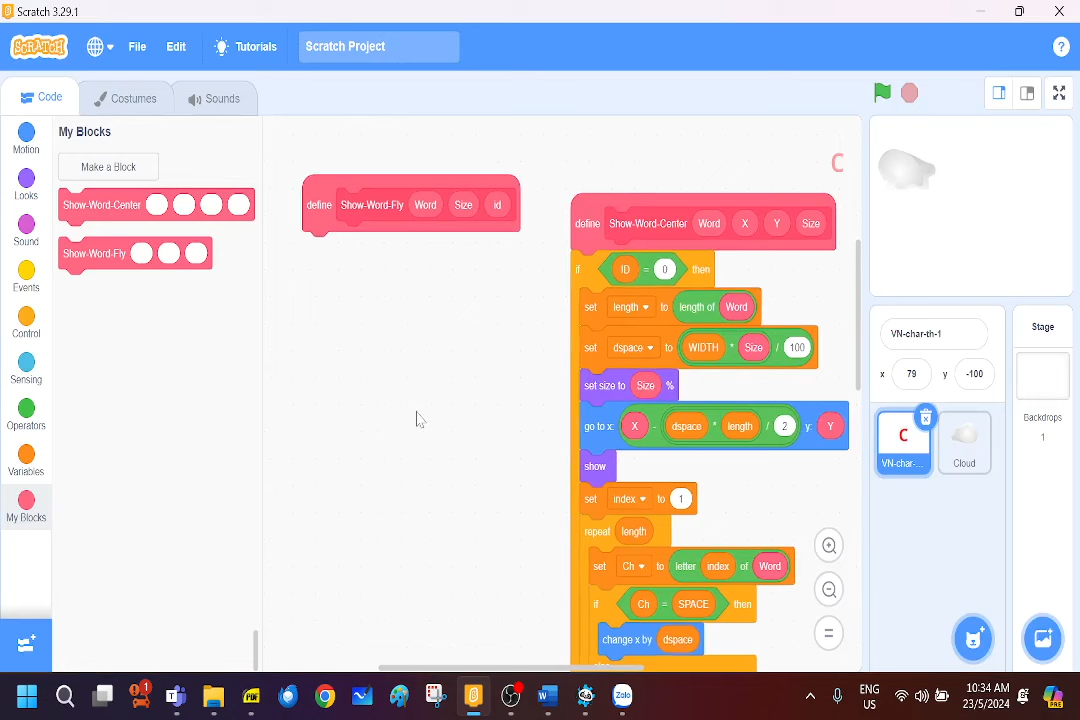 Scratch 3.29.1
SCRATCH File Edit Tutorials Scratch Project
?
Code Costumes Sounds
Motion
Looks
Sound
Events
Control
Sensing
Operators
Variables
My Blocks
My Blocks
Make a Block
Show-Word-Center
Show-Word-Fly
define Show-Word-Fly Word Size id
C
define Show-Word-Center Word X Y Size
if ID = 0 then
set length to length of Word
set dspace to WIDTH * Size / 100
set size to Size %
go to x: X - dspace * length / 2 y: Y
show
set index to 1
repeat length
set Ch to letter index of Word
if Ch = SPACE then
change x by dspace
VN-char-th-1
x 79 y -100
C
VN-char-...
Cloud
Stage
Backdrops
1
1
PDF
Zalo
ENG
US
10:34 AM
23/5/2024
PRE